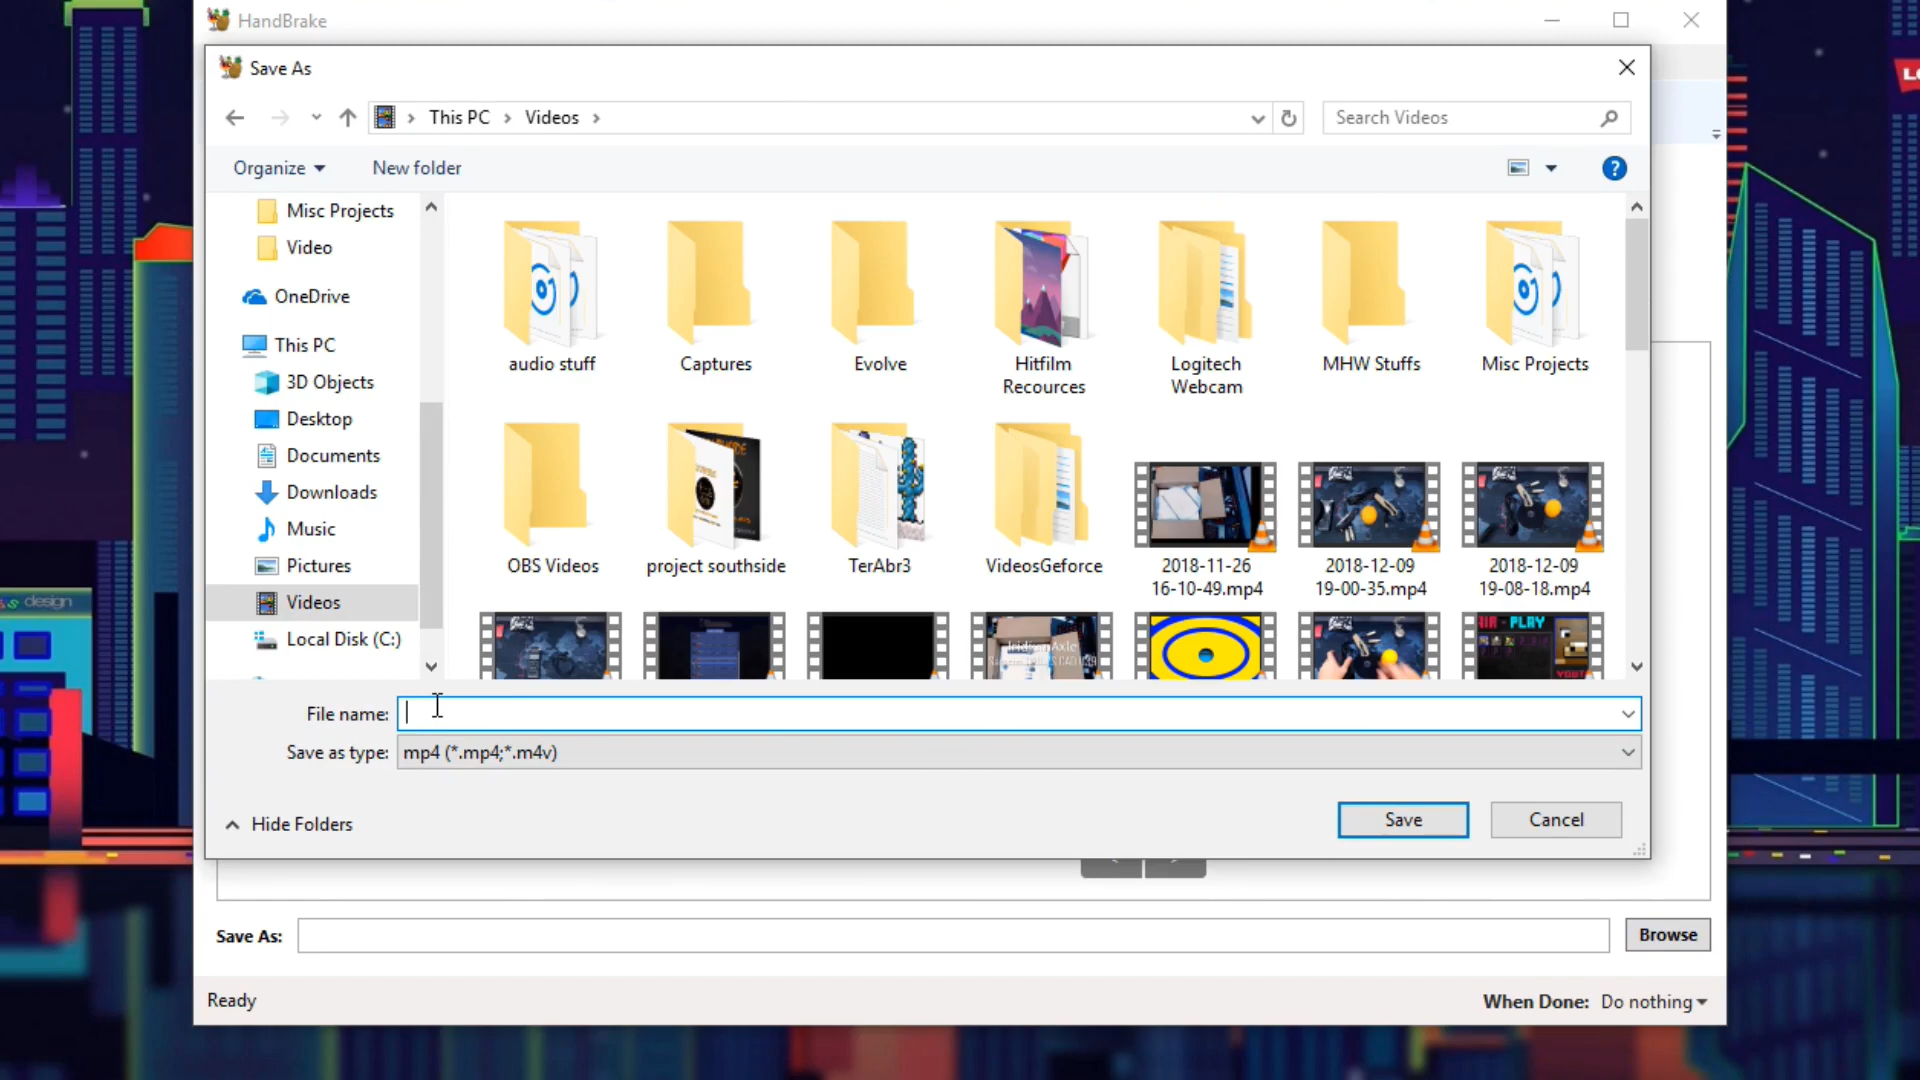 HandBrake
Save As
This PC > Videos >
Search Videos
Organize
New folder
Misc Projects
Video
OneDrive
This PC
3D Objects
Desktop
Documents
Downloads
Music
Pictures
Videos
Local Disk (C:)
audio stuff
Captures
Evolve
Hitfilm
Recources
Logitech
Webcam
MHW Stuffs
Misc Projects
OBS Videos
project southside
TerAbr3
VideosGeforce
2018-11-26
16-10-49.mp4
2018-12-09
19-00-35.mp4
2018-12-09
19-08-18.mp4
File name:
Save as type:
mp4 (*.mp4;*.m4v)
Hide Folders
Save
Cancel
Save As:
Browse
Ready
When Done: Do nothing
design